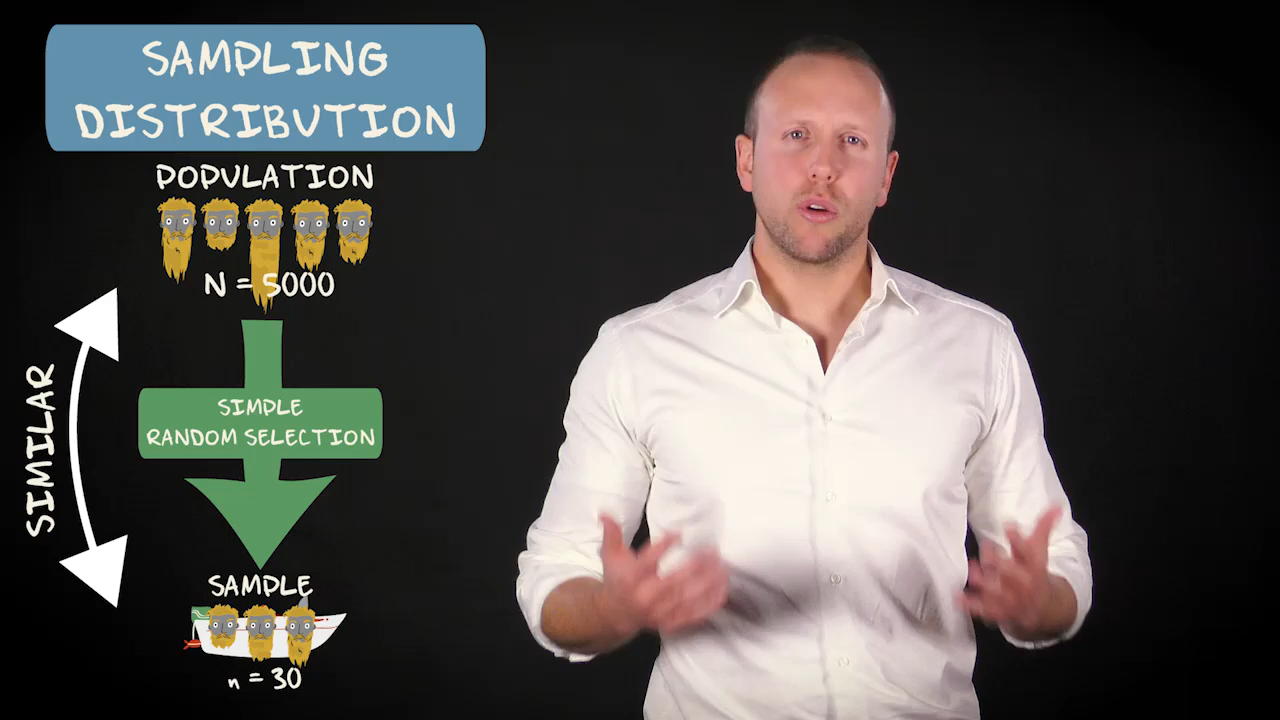 SAMPLING
DISTRIBUTION
POPULATION
N = 5000
SIMILAR
SIMPLE
RANDOM SELECTION
SAMPLE
n = 30